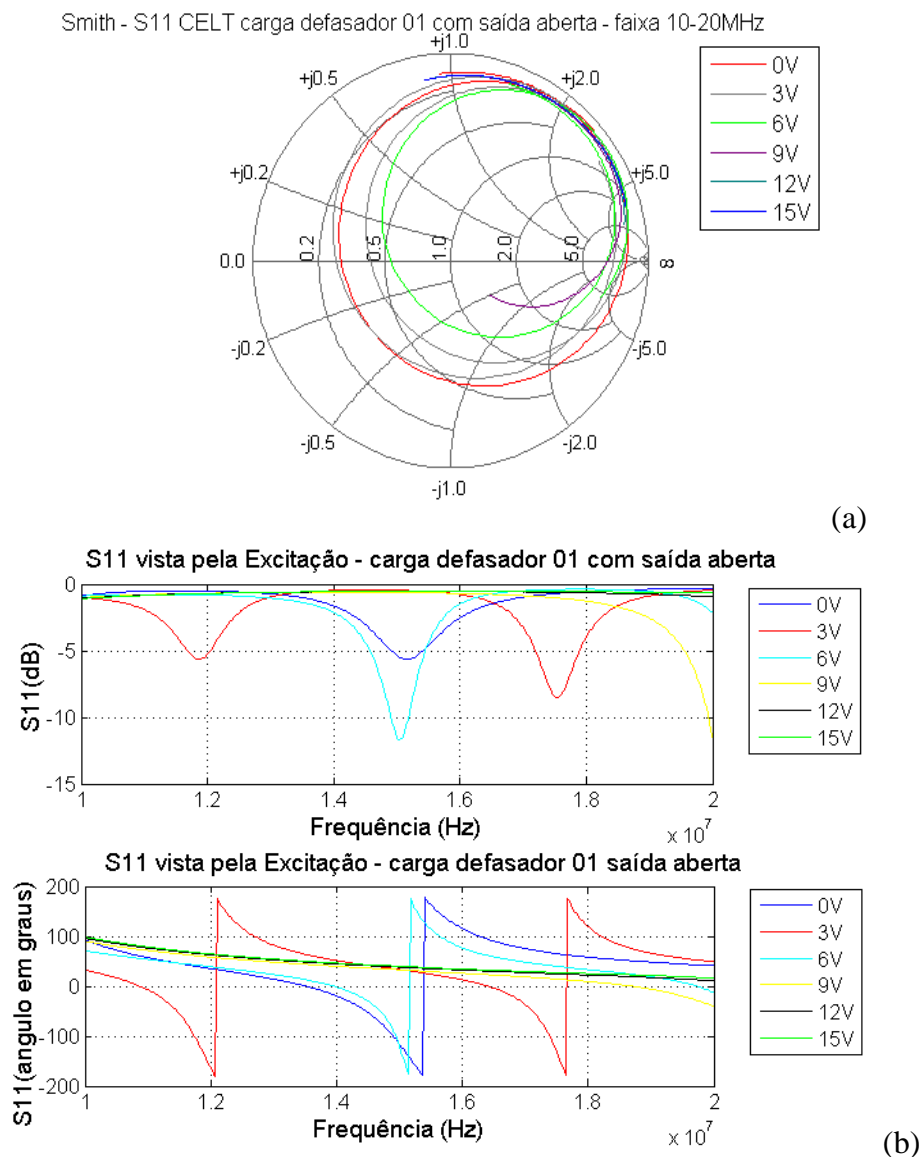 Smith - S11 CELT carga defasador 01 com saída aberta - faixa 10-20MHz
+j1.0
+j0.5
+j2.0
+j0.2
+j5.0
0.0
0.2
0.5
1.0
2.0
5.0
∞
-j0.2
-j5.0
-j0.5
-j2.0
-j1.0
0V
3V
6V
9V
12V
15V
(a)
S11 vista pela Excitação - carga defasador 01 com saída aberta
S11(dB)
0
-5
-10
-15
1
1.2
1.4
1.6
1.8
2
x 10⁷
Frequência (Hz)
0V
3V
6V
9V
12V
15V
S11 vista pela Excitação - carga defasador 01 saída aberta
S11(angulo em graus)
200
100
0
-100
-200
1
1.2
1.4
1.6
1.8
2
x 10⁷
Frequência (Hz)
0V
3V
6V
9V
12V
15V
(b)